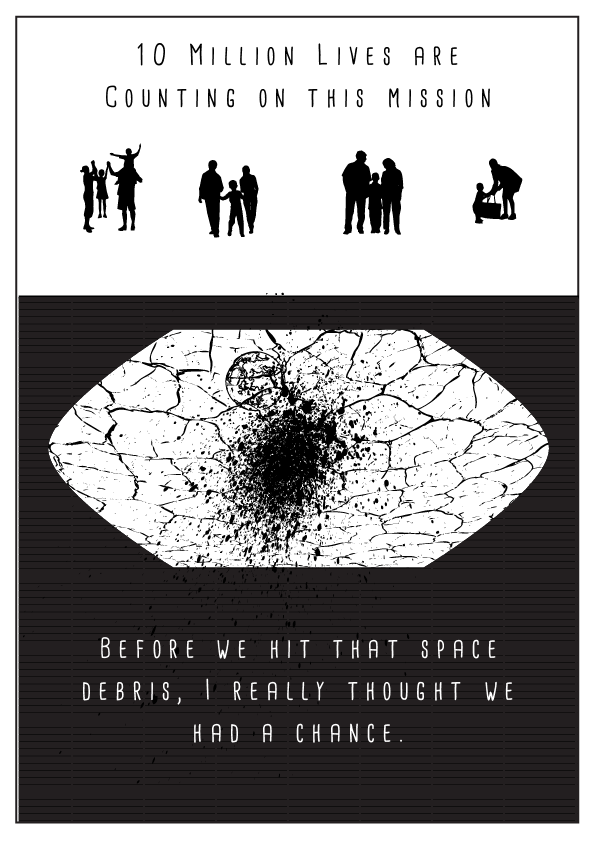 10 Million Lives are
Counting on this mission
Before we hit that space
debris, I really thought we
had a chance.